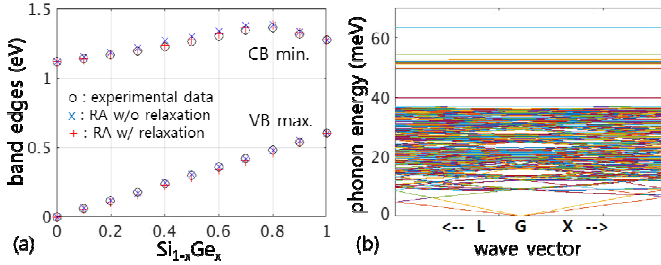 band edges (eV)
1.5
1
0.5
0
CB min.
o : experimental data
x : RA w/o relaxation
+ : RA w/ relaxation
VB max.
0 0.2 0.4 0.6 0.8 1
(a)
Si1-xGex
phonon energy (meV)
60
40
20
0
<-- L G X -->
(b)
wave vector